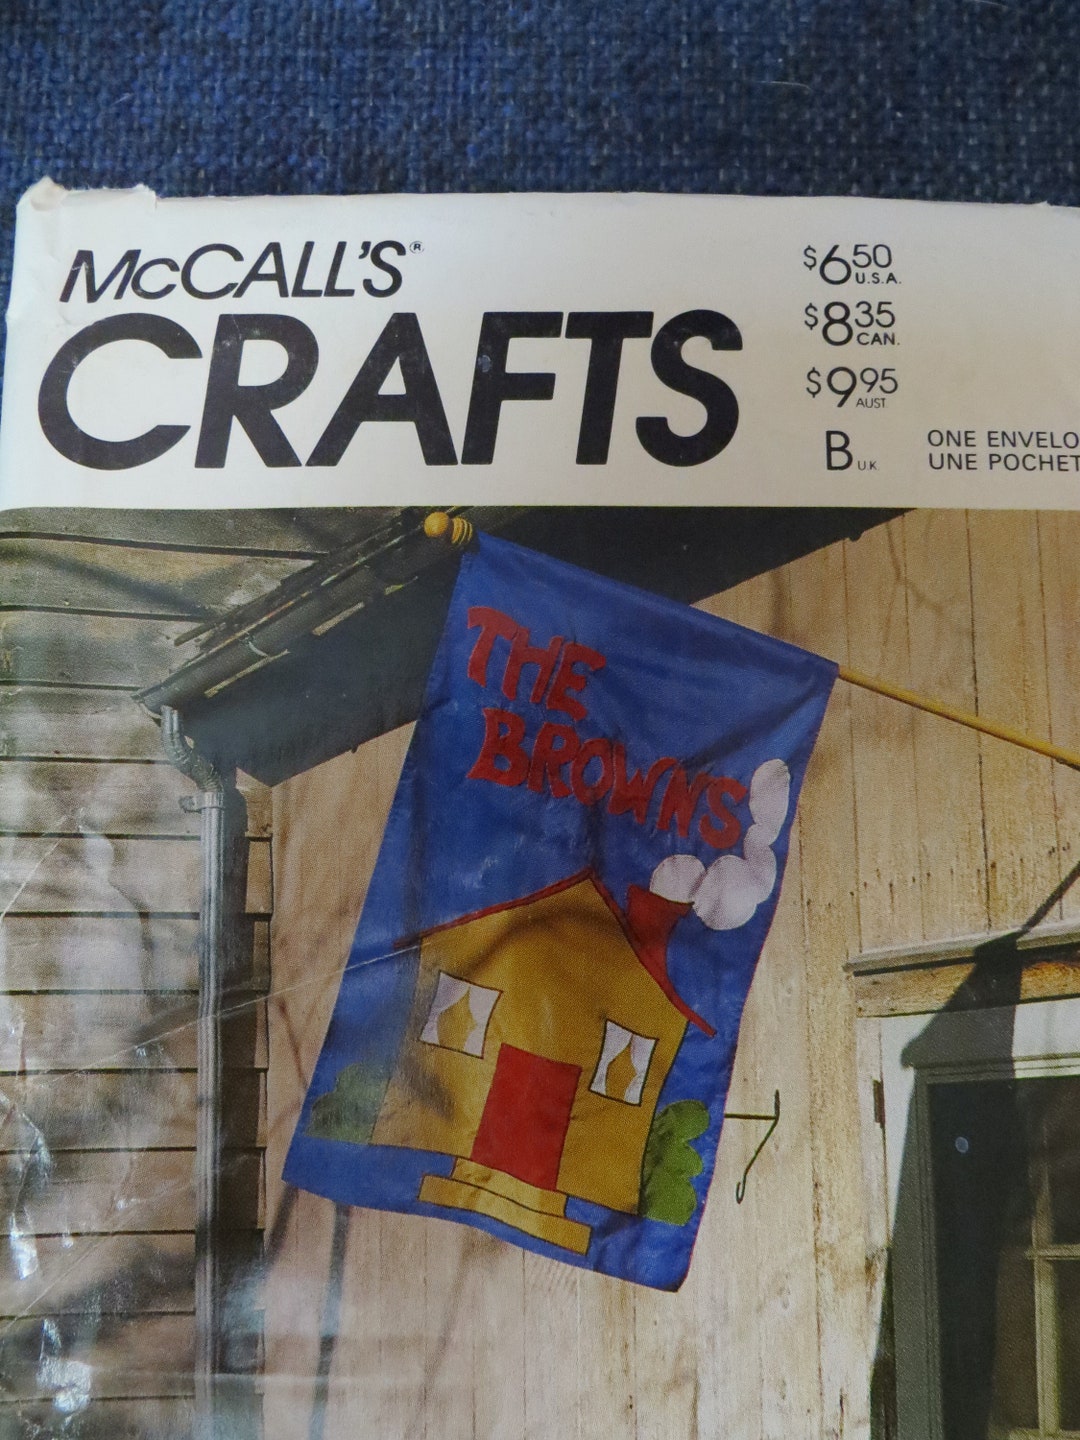 McCALL'S®
CRAFTS
$6.50
U.S.A.
$8.35
CAN.
$9.95
AUST.
B U.K.
ONE ENVELO
UNE POCHET
THE
BROWNS